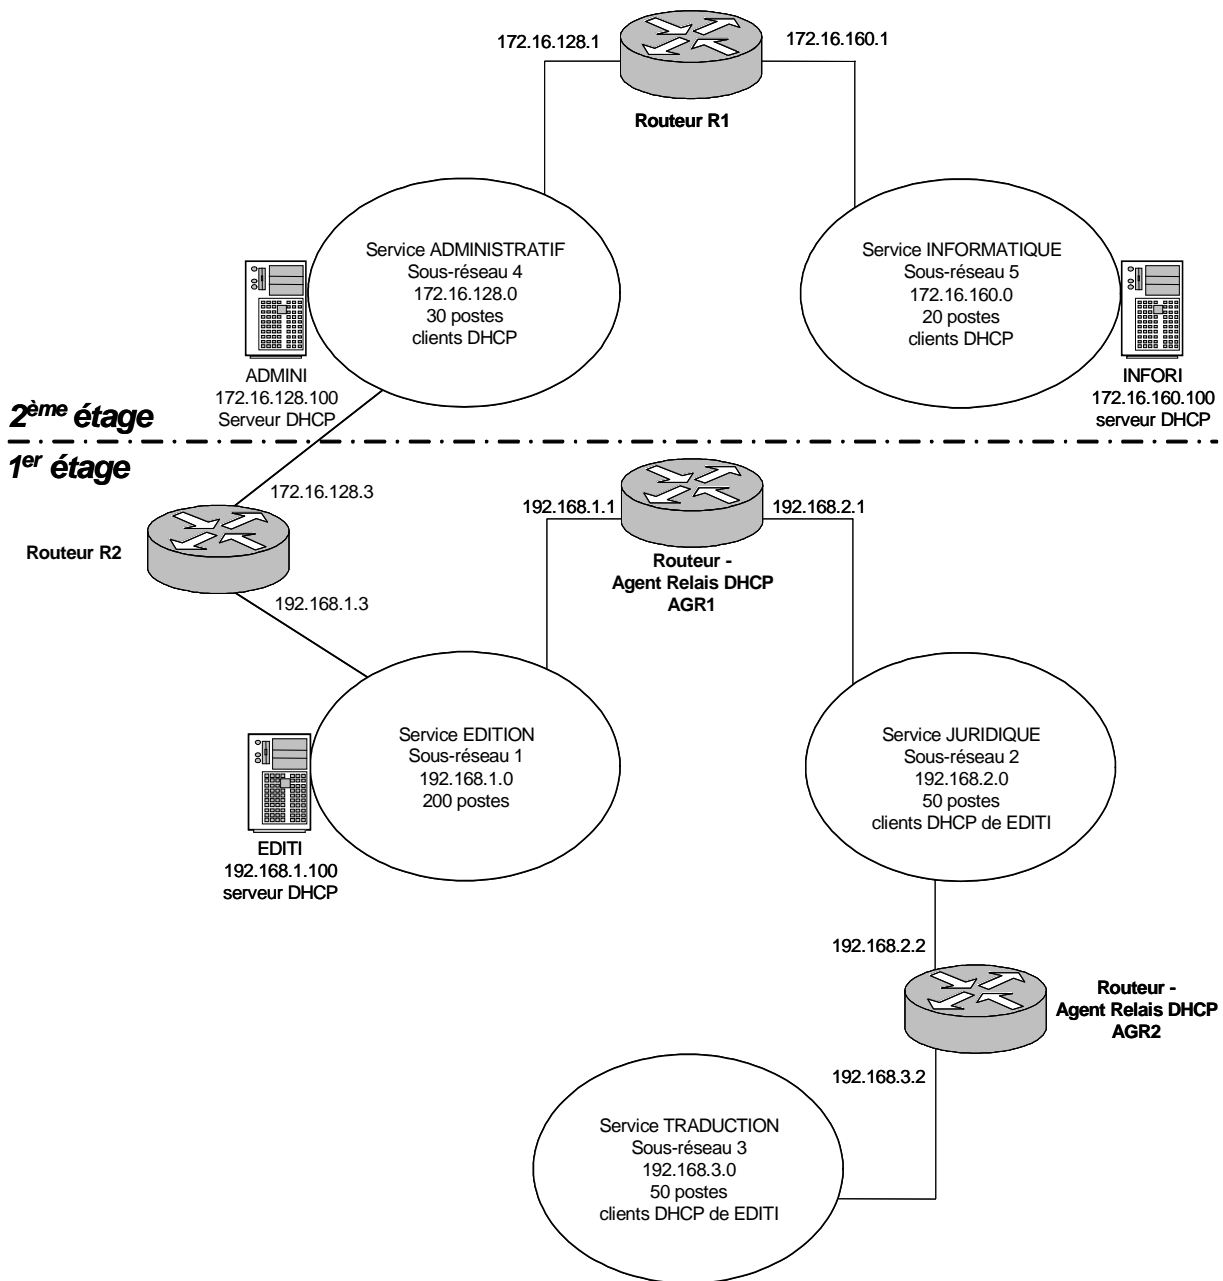 172.16.128.1
172.16.160.1
Routeur R1
Service ADMINISTRATIF
Sous-réseau 4
172.16.128.0
30 postes
clients DHCP
Service INFORMATIQUE
Sous-réseau 5
172.16.160.0
20 postes
clients DHCP
ADMINI
172.16.128.100
Serveur DHCP
INFORI
172.16.160.100
serveur DHCP
2ème étage
1er étage
172.16.128.3
Routeur R2
192.168.1.3
192.168.1.1
192.168.2.1
Routeur -
Agent Relais DHCP
AGR1
Service EDITION
Sous-réseau 1
192.168.1.0
200 postes
EDITI
192.168.1.100
serveur DHCP
Service JURIDIQUE
Sous-réseau 2
192.168.2.0
50 postes
clients DHCP de EDITI
192.168.2.2
Routeur -
Agent Relais DHCP
AGR2
192.168.3.2
Service TRADUCTION
Sous-réseau 3
192.168.3.0
50 postes
clients DHCP de EDITI